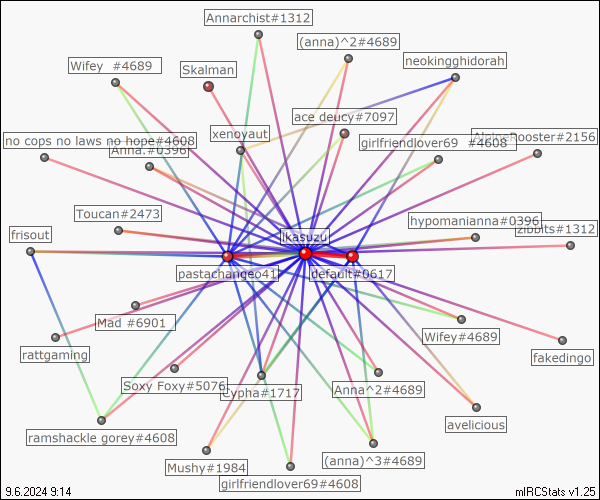 Annarchist#1312
(anna)^2#4689
Wifey #4689
neokingghidorah
Skalman
ace deucy#7097
no cops no laws no hope#4608
xenoyaut
girlfriendlover69 #4608
AlpineRooster#2156
Anna.#0396
Toucan#2473
hypomanianna#0396
zibbits#1312
frisout
ikasuzu
pastachangeo41
default#0617
Mad #6901
Wifey#4689
rattgaming
fakedingo
Soxy Foxy#5076
Cypha#1717
Anna^2#4689
avelicious
ramshackle gorey#4608
(anna)^3#4689
Mushy#1984
girlfriendlover69#4608
9.6.2024 9:14
mIRCStats v1.25